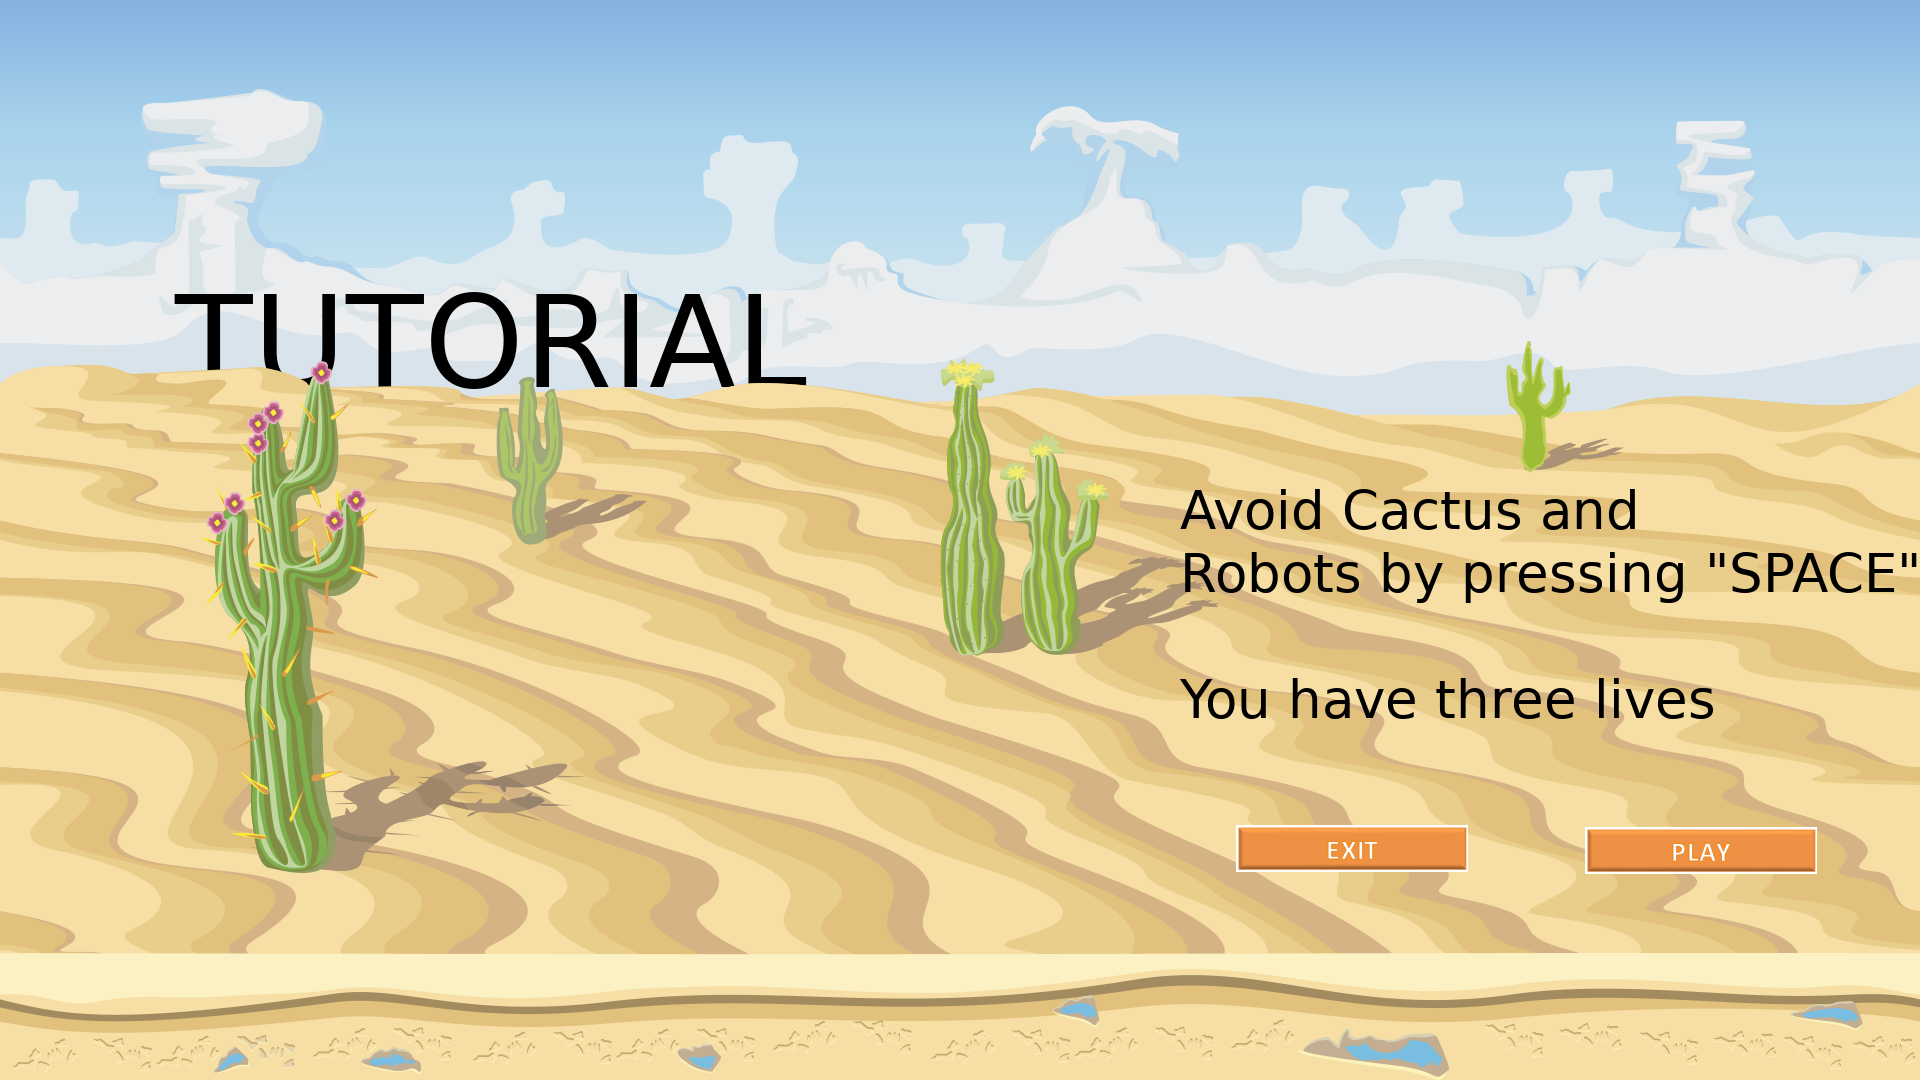 TUTORIAL
Avoid Cactus and
Robots by pressing "SPACE"
You have three lives
EXIT
PLAY